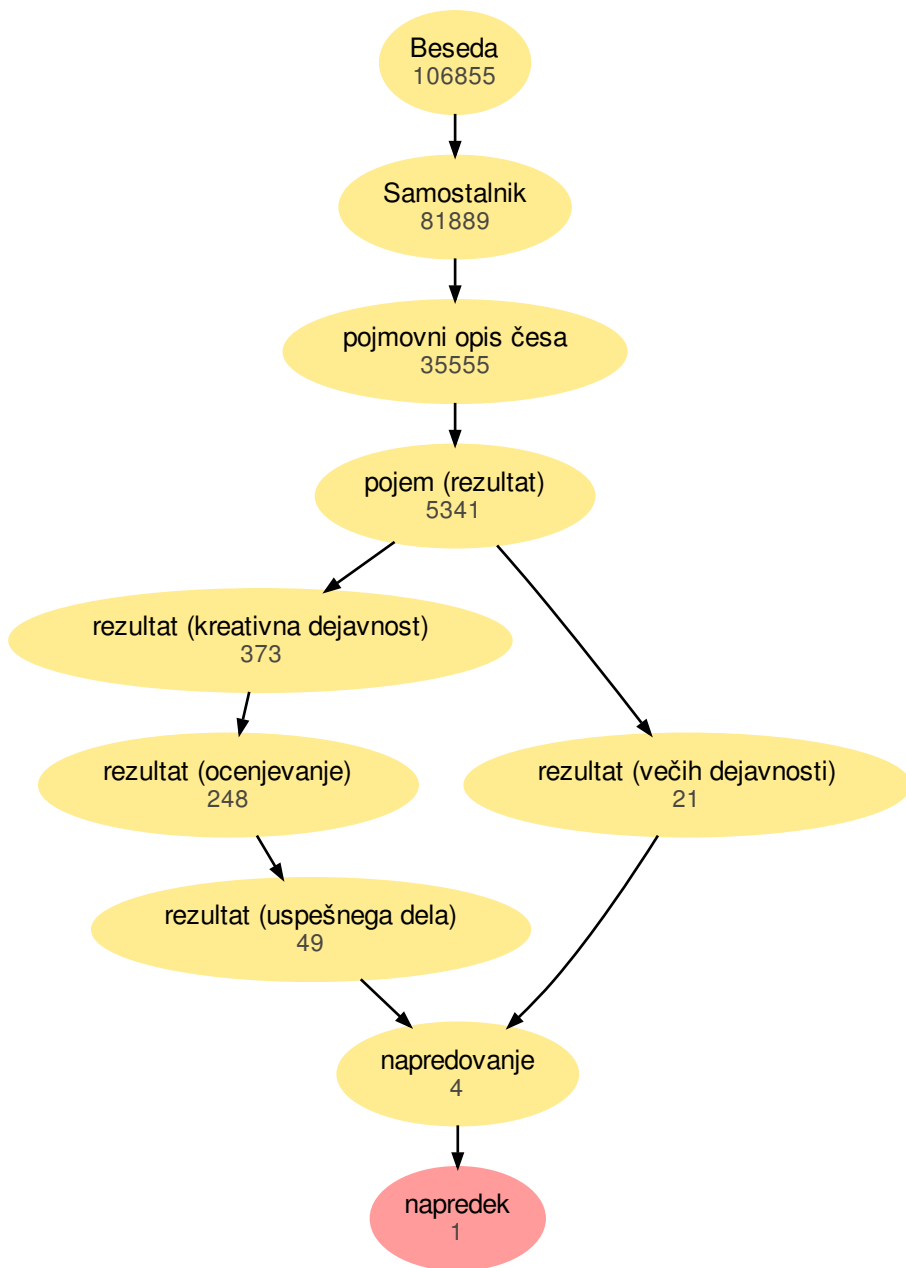 Beseda
106855
Samostalnik
81889
pojmovni opis česa
35555
pojem (rezultat)
5341
rezultat (kreativna dejavnost)
373
rezultat (ocenjevanje)
248
rezultat (večih dejavnosti)
21
rezultat (uspešnega dela)
49
napredovanje
4
napredek
1